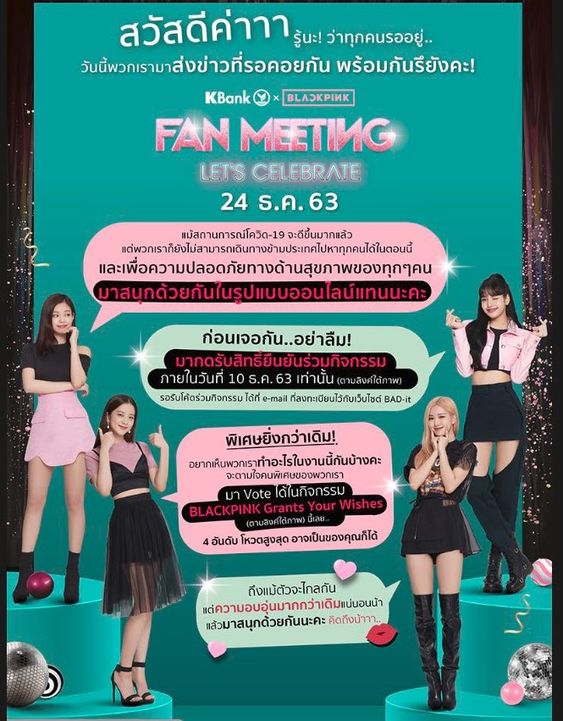 สวัสดีค่าาา รู้นะ! ว่าทุกคนรออยู่..
วันนี้พวกเรามาส่งข่าวที่รอคอยกัน พร้อมกันรึยังคะ!
KBank × BLACKPINK
FAN MEETING
LET'S CELEBRATE
24 ธ.ค. 63
แม้สถานการณ์โควิด-19 จะดีขึ้นมากแล้ว
แต่พวกเราก็ยังไม่สามารถเดินทางข้ามประเทศไปหาทุกคนได้ในตอนนี้
และเพื่อความปลอดภัยทางด้านสุขภาพของทุกๆคน
มาสนุกด้วยกันในรูปแบบออนไลน์แทนนะคะ
ก่อนเจอกัน..อย่าลืม!
มากดรับสิทธิ์ยืนยันร่วมกิจกรรม
ภายในวันที่ 10 ธ.ค. 63 เท่านั้น (ตามลิงค์ใต้ภาพ)
รอรับโค้ดร่วมกิจกรรม ได้ที่ e-mail ที่ลงทะเบียนไว้กับเว็บไซต์ BAD-it
พิเศษยิ่งกว่าเดิม!
อยากเห็นพวกเราทำอะไรในงานนี้กันบ้างคะ
จะตามใจคนพิเศษของพวกเรา
มา Vote ได้ในกิจกรรม
BLACKPINK Grants Your Wishes
(ตามลิงค์ใต้ภาพ) นี้เลย..
4 อันดับ โหวตสูงสุด อาจเป็นของคุณก็ได้
ถึงแม้ตัวจะไกลกัน
แต่ความอบอุ่นมากกว่าเดิมแน่นอนน้า
แล้วมาสนุกด้วยกันนะคะ คิดถึงน้าาา..